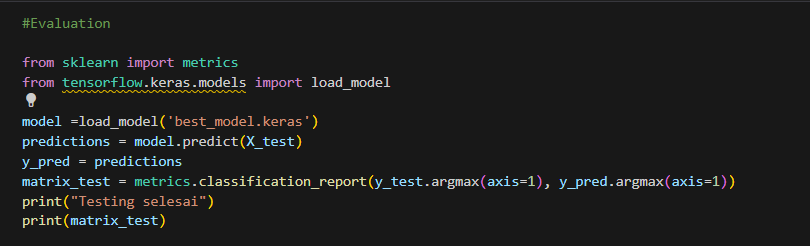 #Evaluation
from sklearn import metrics
from tensorflow.keras.models import load_model
model =load_model('best_model.keras')
predictions = model.predict(X_test)
y_pred = predictions
matrix_test = metrics.classification_report(y_test.argmax(axis=1), y_pred.argmax(axis=1))
print("Testing selesai")
print(matrix_test)